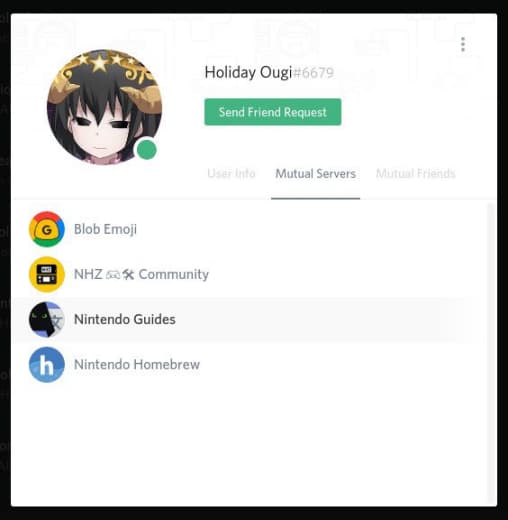 Holiday Ougi#6679
Send Friend Request
User Info Mutual Servers Mutual Friends
G Blob Emoji
NHZ 🎮🛠 Community
Nintendo Guides
h Nintendo Homebrew